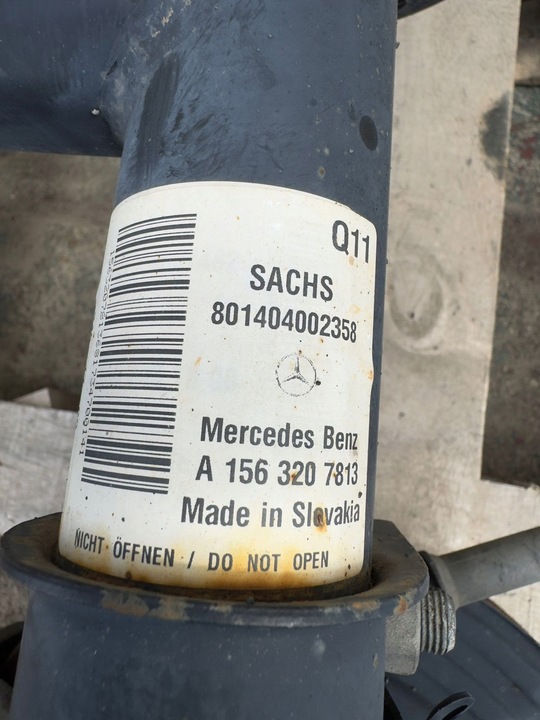 Q11
SACHS
801404002358
Mercedes Benz
A 156 320 7813
Made in Slovakia
NICHT ÖFFNEN / DO NOT OPEN